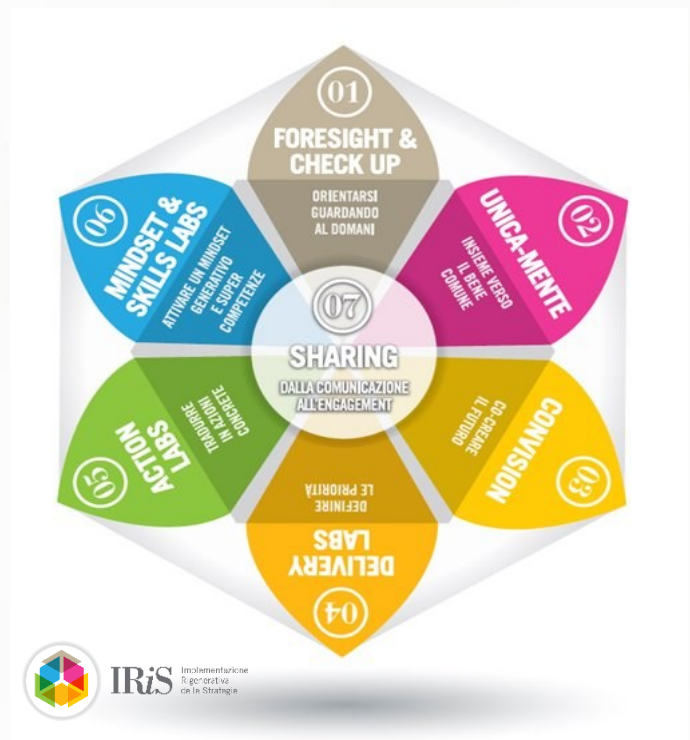 01
FORESIGHT &
CHECK UP
ORIENTARSI
GUARDANDO
AL DOMANI
02
UNICA-MENTE
INSIEME VERSO
IL BENE
COMUNE
03
CONVISION
CO-CREARE
IL FUTURO
04
DELIVERY
LABS
DEFINIRE
LE PRIORITÀ
05
ACTION
LABS
TRADURRE
IN AZIONI
CONCRETE
06
MINDSET &
SKILLS LABS
ATTIVARE UN MINDSET
GENERATIVO
E SUPER
COMPETENZE
07
SHARING
DALLA COMUNICAZIONE
ALL'ENGAGEMENT
IRiS
Implementazione
Rigenerativa
delle Strategie